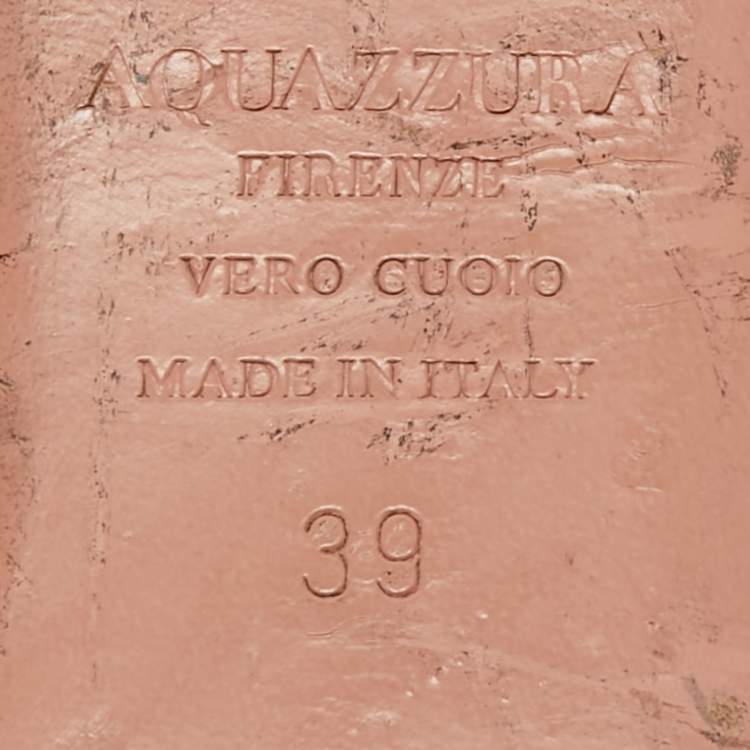 AQUAZZURA
FIRENZE
VERO CUOIO
MADE IN ITALY
39